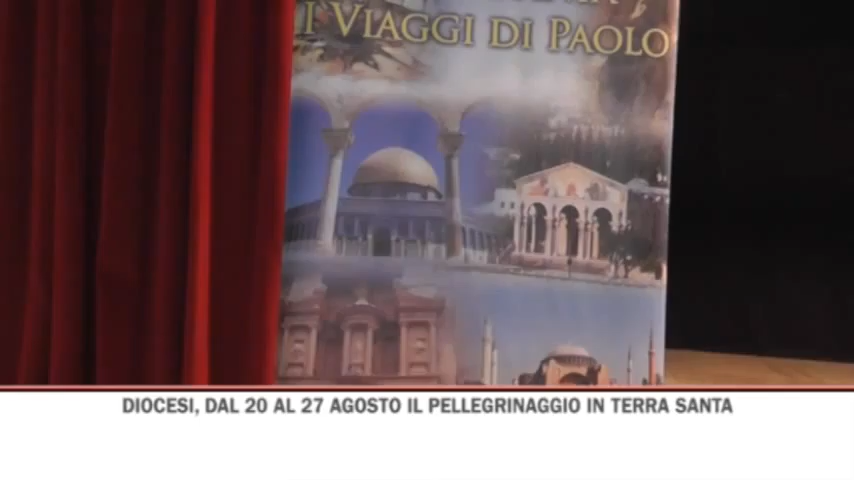 I VIAGGI DI PAOLO
DIOCESI, DAL 20 AL 27 AGOSTO IL PELLEGRINAGGIO IN TERRA SANTA